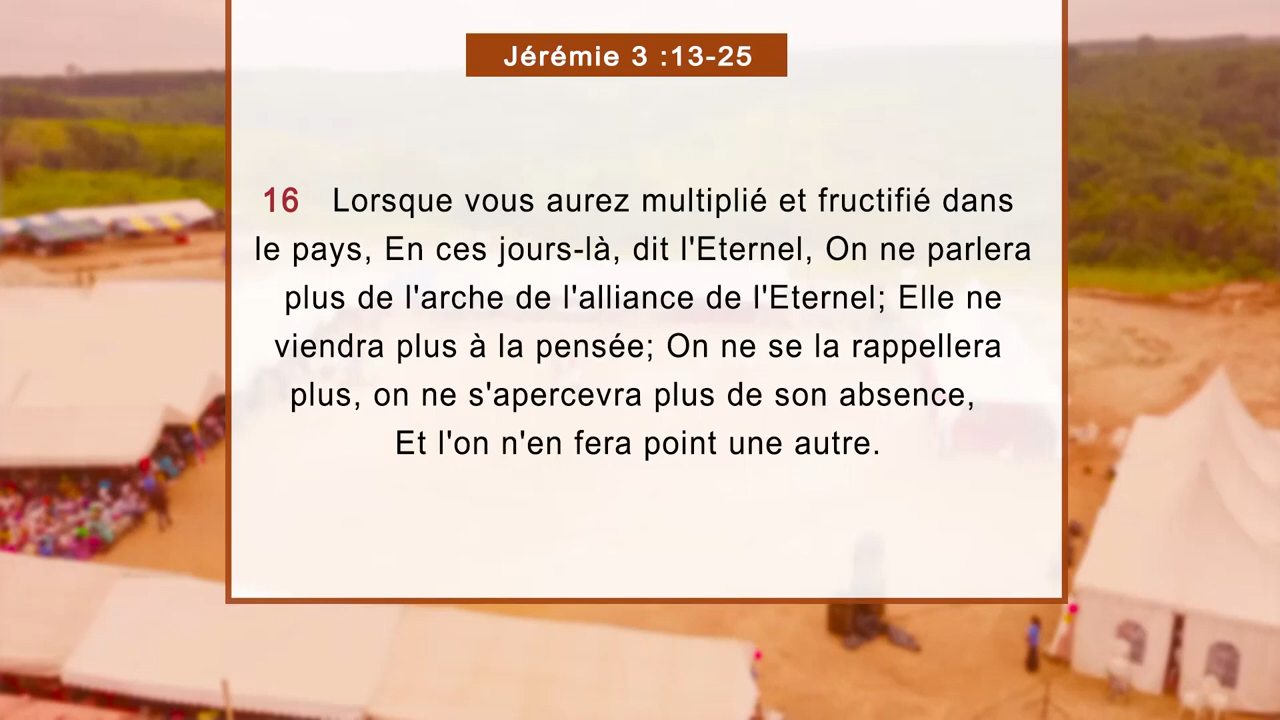 Jérémie 3 :13-25
16 Lorsque vous aurez multiplié et fructifié dans
le pays, En ces jours-là, dit l'Eternel, On ne parlera
plus de l'arche de l'alliance de l'Eternel; Elle ne
viendra plus à la pensée; On ne se la rappellera
plus, on ne s'apercevra plus de son absence,
Et l'on n'en fera point une autre.